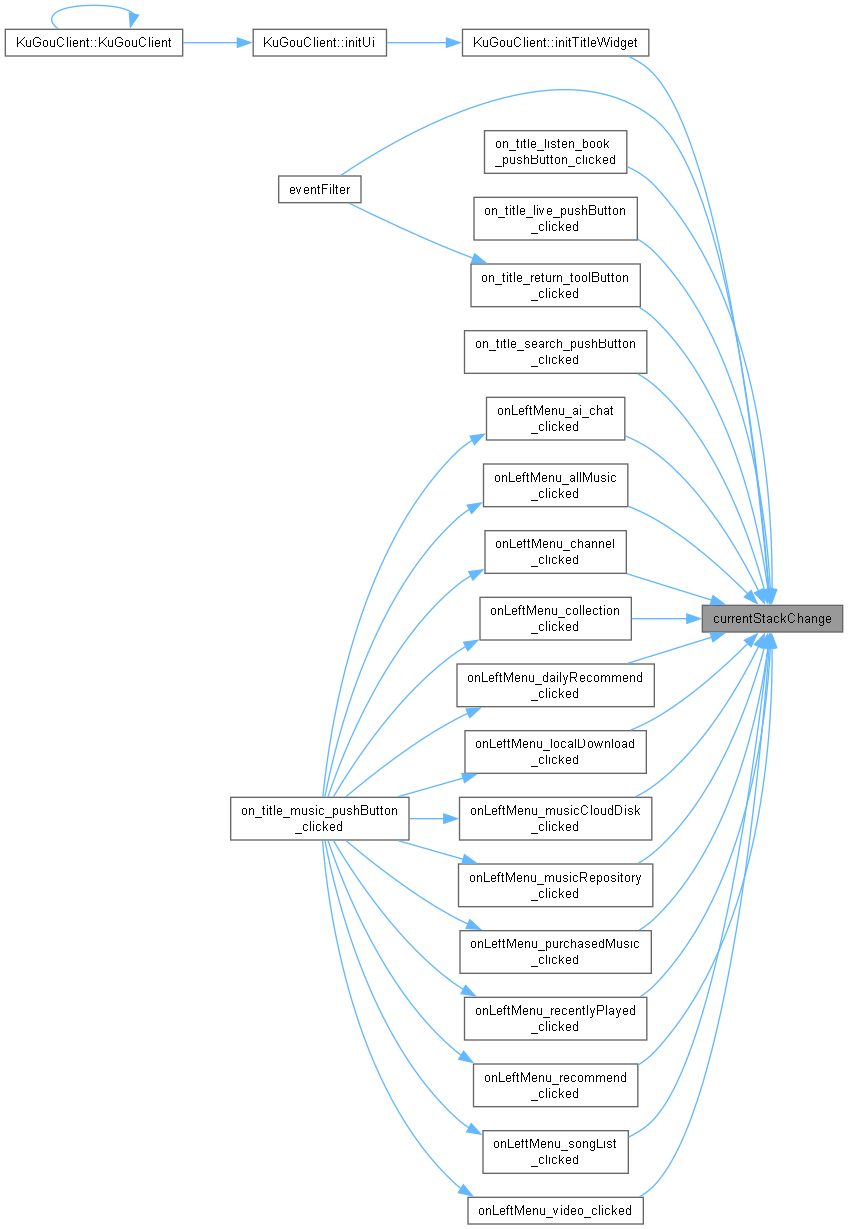 KuGouClient::KuGouClient
KuGouClient::initUi
KuGouClient::initTitleWidget
on_title_listen_book
_pushButton_clicked
eventFilter
on_title_live_pushButton
_clicked
on_title_return_toolButton
_clicked
on_title_search_pushButton
_clicked
onLeftMenu_ai_chat
_clicked
onLeftMenu_allMusic
_clicked
onLeftMenu_channel
_clicked
onLeftMenu_collection
_clicked
currentStackChange
onLeftMenu_dailyRecommend
_clicked
onLeftMenu_localDownload
_clicked
on_title_music_pushButton
_clicked
onLeftMenu_musicCloudDisk
_clicked
onLeftMenu_musicRepository
_clicked
onLeftMenu_purchasedMusic
_clicked
onLeftMenu_recentlyPlayed
_clicked
onLeftMenu_recommend
_clicked
onLeftMenu_songList
_clicked
onLeftMenu_video_clicked